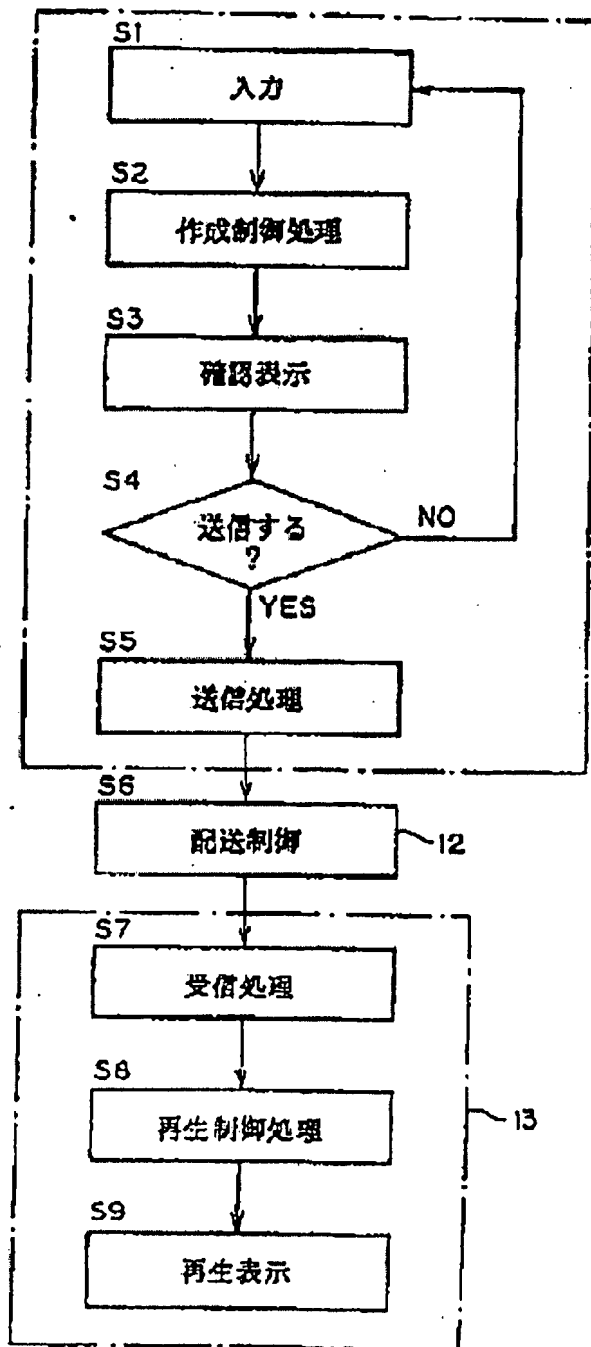 S1
入力
S2
作成制御処理
S3
確認表示
S4
送信する
?
NO
YES
S5
送信処理
S6
配送制御
12
S7
受信処理
S8
再生制御処理
13
S9
再生表示